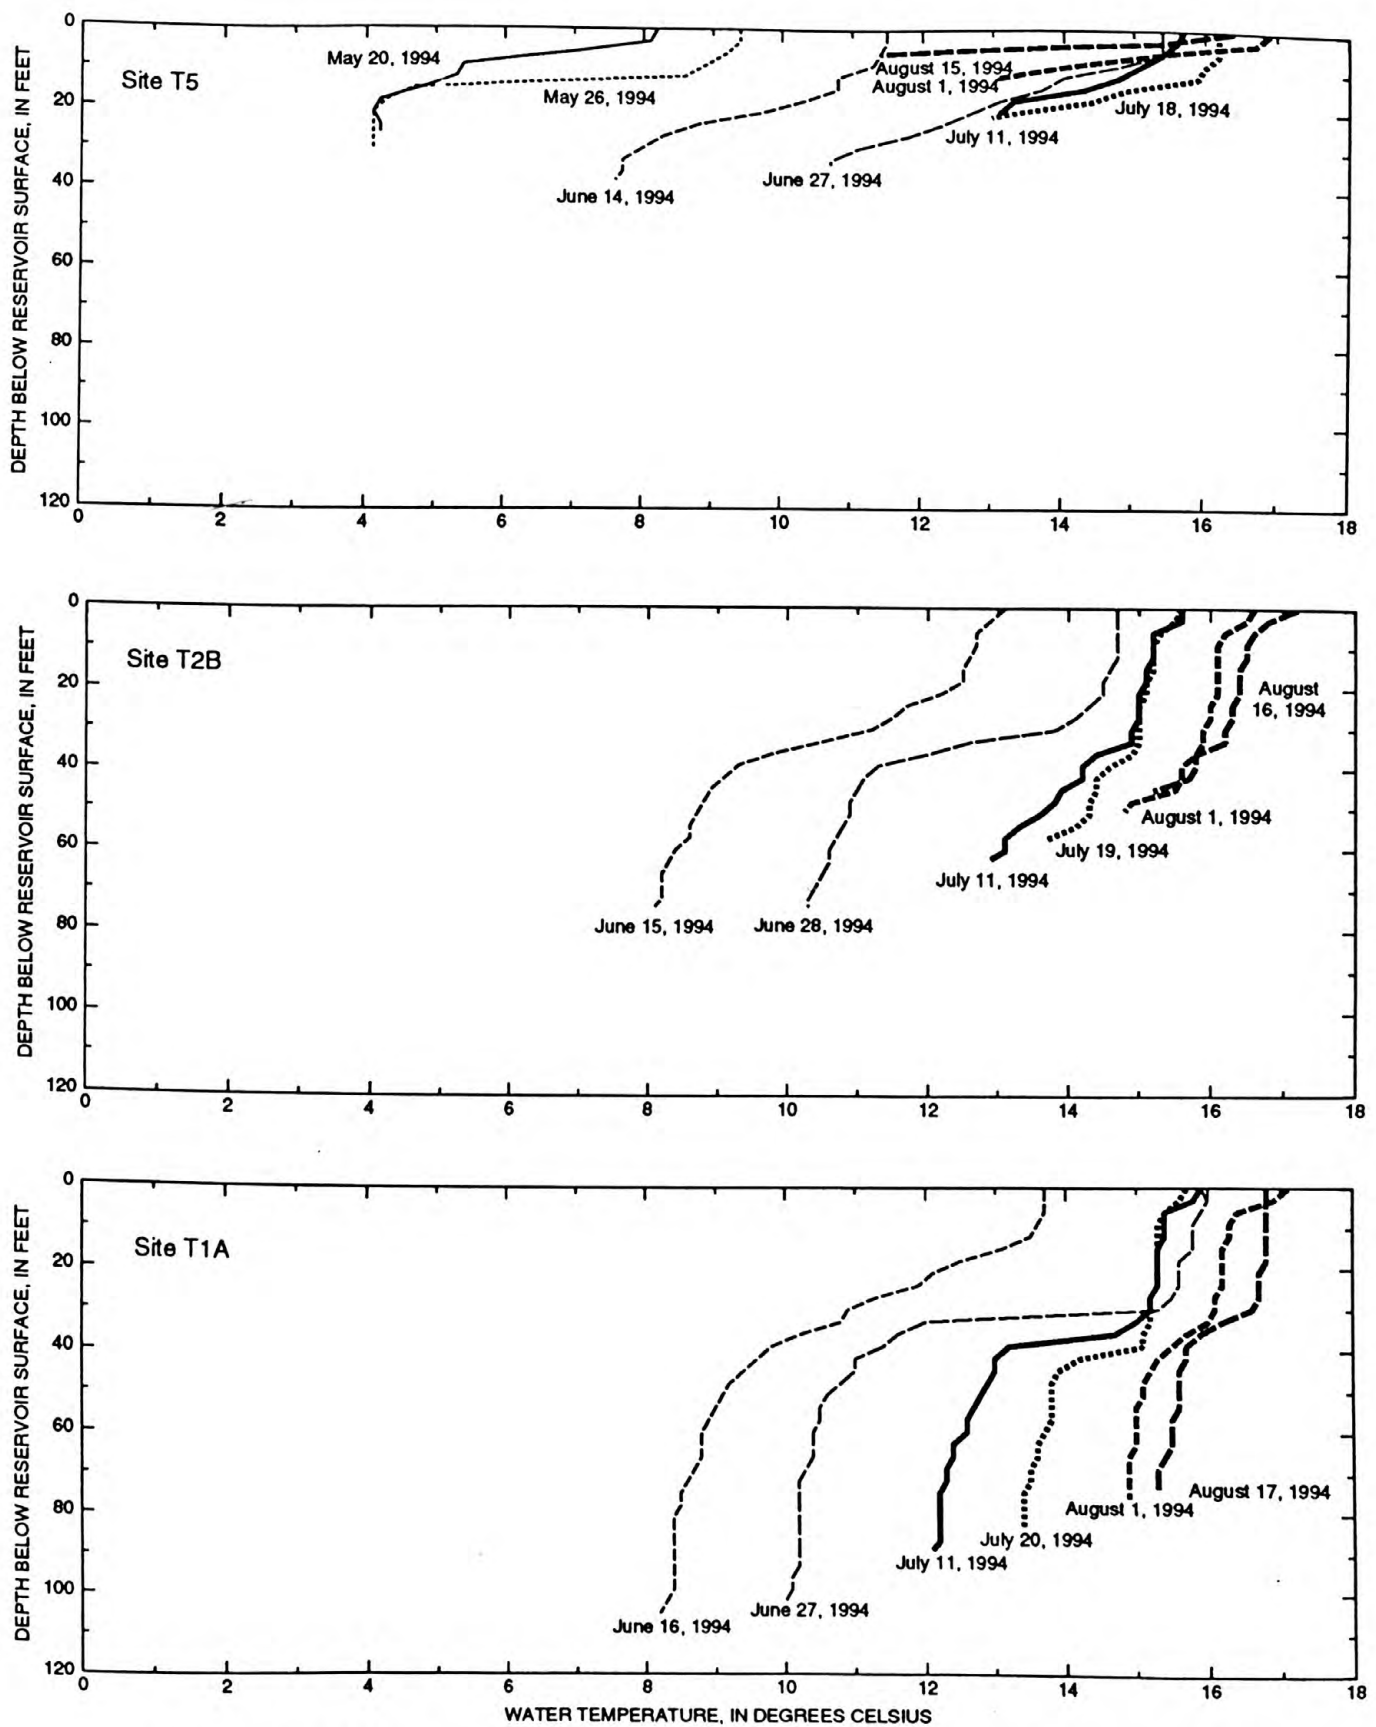 DEPTH BELOW RESERVOIR SURFACE, IN FEET
0
20
40
60
80
100
120
Site T5
May 20, 1994
May 26, 1994
June 14, 1994
June 27, 1994
August 15, 1994
August 1, 1994
July 18, 1994
July 11, 1994
0 2 4 6 8 10 12 14 16 18
DEPTH BELOW RESERVOIR SURFACE, IN FEET
0
20
40
60
80
100
120
Site T2B
June 15, 1994
June 28, 1994
July 11, 1994
July 19, 1994
August 1, 1994
August
16, 1994
0 2 4 6 8 10 12 14 16 18
DEPTH BELOW RESERVOIR SURFACE, IN FEET
0
20
40
60
80
100
120
Site T1A
June 16, 1994
June 27, 1994
July 11, 1994
July 20, 1994
August 1, 1994
August 17, 1994
0 2 4 6 8 10 12 14 16 18
WATER TEMPERATURE, IN DEGREES CELSIUS